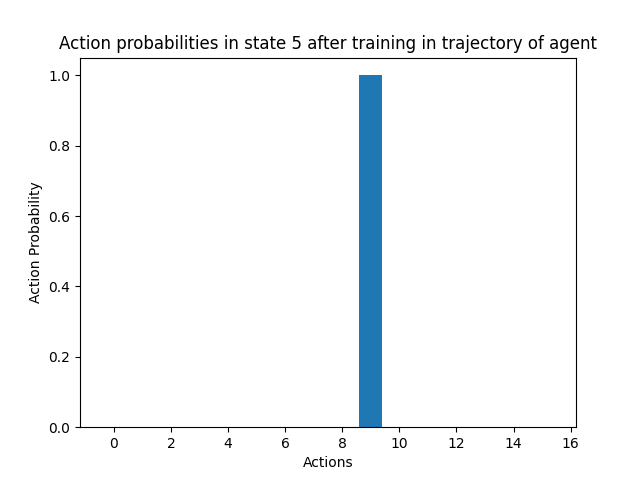 Action probabilities in state 5 after training in trajectory of agent
1.0
0.8
0.6
0.4
0.2
0.0
Action Probability
0 2 4 6 8 10 12 14 16
Actions